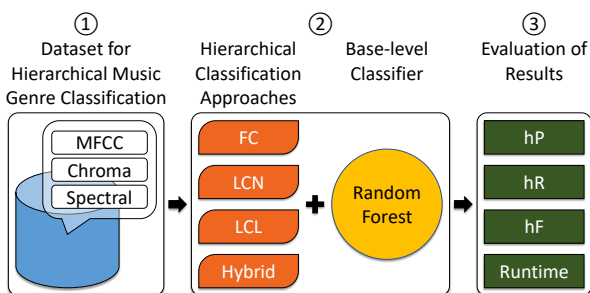 ①
Dataset for
Hierarchical Music
Genre Classification
MFCC
Chroma
Spectral
②
Hierarchical
Classification
Approaches
Base-level
Classifier
FC
LCN
LCL
Hybrid
Random
Forest
③
Evaluation of
Results
hP
hR
hF
Runtime